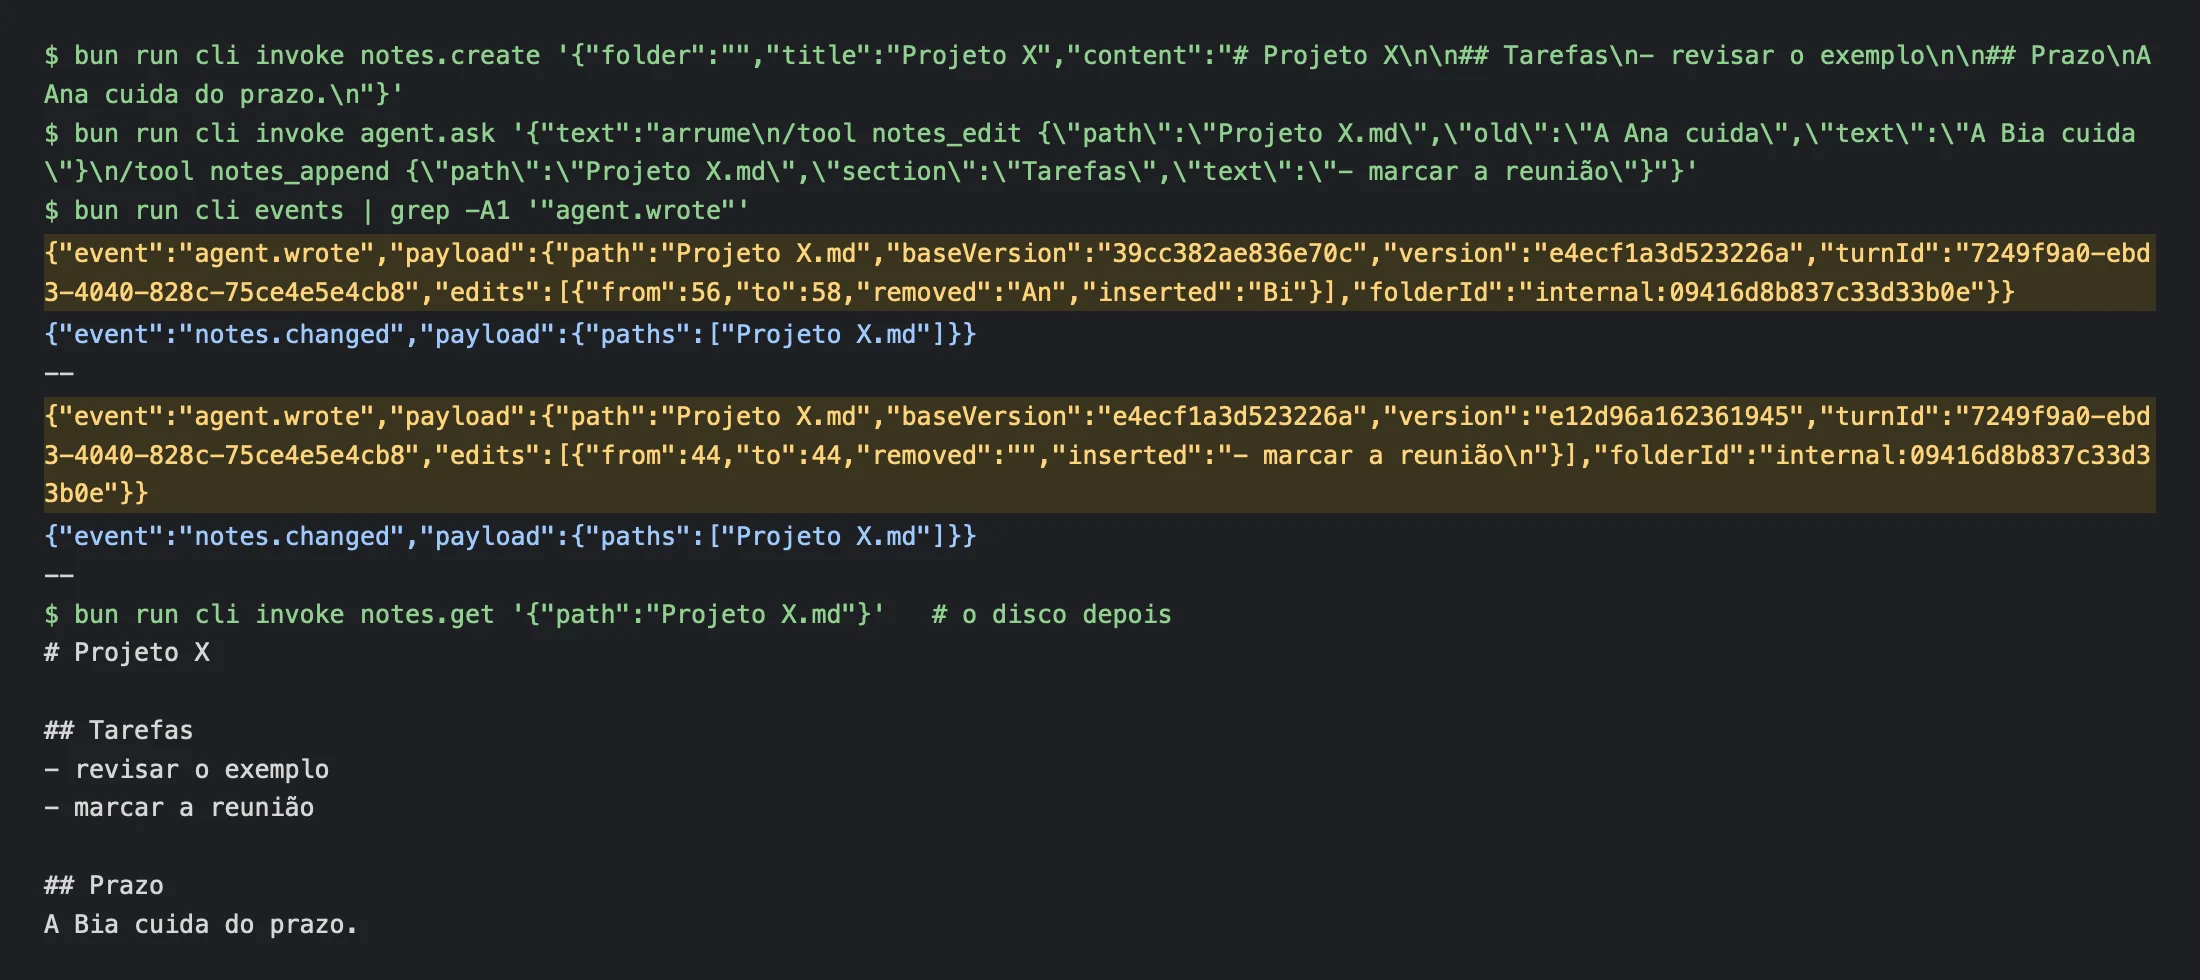 $ bun run cli invoke notes.create '{"folder":"","title":"Projeto X","content":"# Projeto X\n\n## Tarefas\n- revisar o exemplo\n\n## Prazo\nA
Ana cuida do prazo.\n"}'
$ bun run cli invoke agent.ask '{"text":"arrume\n/tool notes_edit {\"path\":\"Projeto X.md\",\"old\":\"A Ana cuida\",\"text\":\"A Bia cuida
\"}\n/tool notes_append {\"path\":\"Projeto X.md\",\"section\":\"Tarefas\",\"text\":\"- marcar a reunião\"}"}'
$ bun run cli events | grep -A1 '"agent.wrote"'
{"event":"agent.wrote","payload":{"path":"Projeto X.md","baseVersion":"39cc382ae836e70c","version":"e4ecf1a3d523226a","turnId":"7249f9a0-ebd
3-4040-828c-75ce4e5e4cb8","edits":[{"from":56,"to":58,"removed":"An","inserted":"Bi"}],"folderId":"internal:09416d8b837c33d33b0e"}}
{"event":"notes.changed","payload":{"paths":["Projeto X.md"]}}
--
{"event":"agent.wrote","payload":{"path":"Projeto X.md","baseVersion":"e4ecf1a3d523226a","version":"e12d96a162361945","turnId":"7249f9a0-ebd
3-4040-828c-75ce4e5e4cb8","edits":[{"from":44,"to":44,"removed":"","inserted":"- marcar a reunião\n"}],"folderId":"internal:09416d8b837c33d3
3b0e"}}
{"event":"notes.changed","payload":{"paths":["Projeto X.md"]}}
--
$ bun run cli invoke notes.get '{"path":"Projeto X.md"}'   # o disco depois
# Projeto X

## Tarefas
- revisar o exemplo
- marcar a reunião

## Prazo
A Bia cuida do prazo.